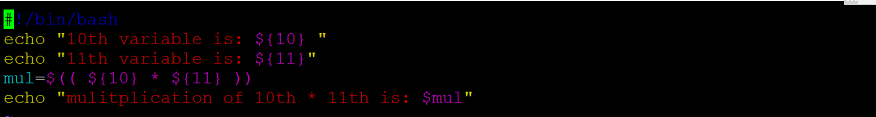 #!/bin/bash
echo "10th variable is: ${10} "
echo "11th variable is: ${11}"
mul=$(( ${10} * ${11} ))
echo "mulitplication of 10th * 11th is: $mul"